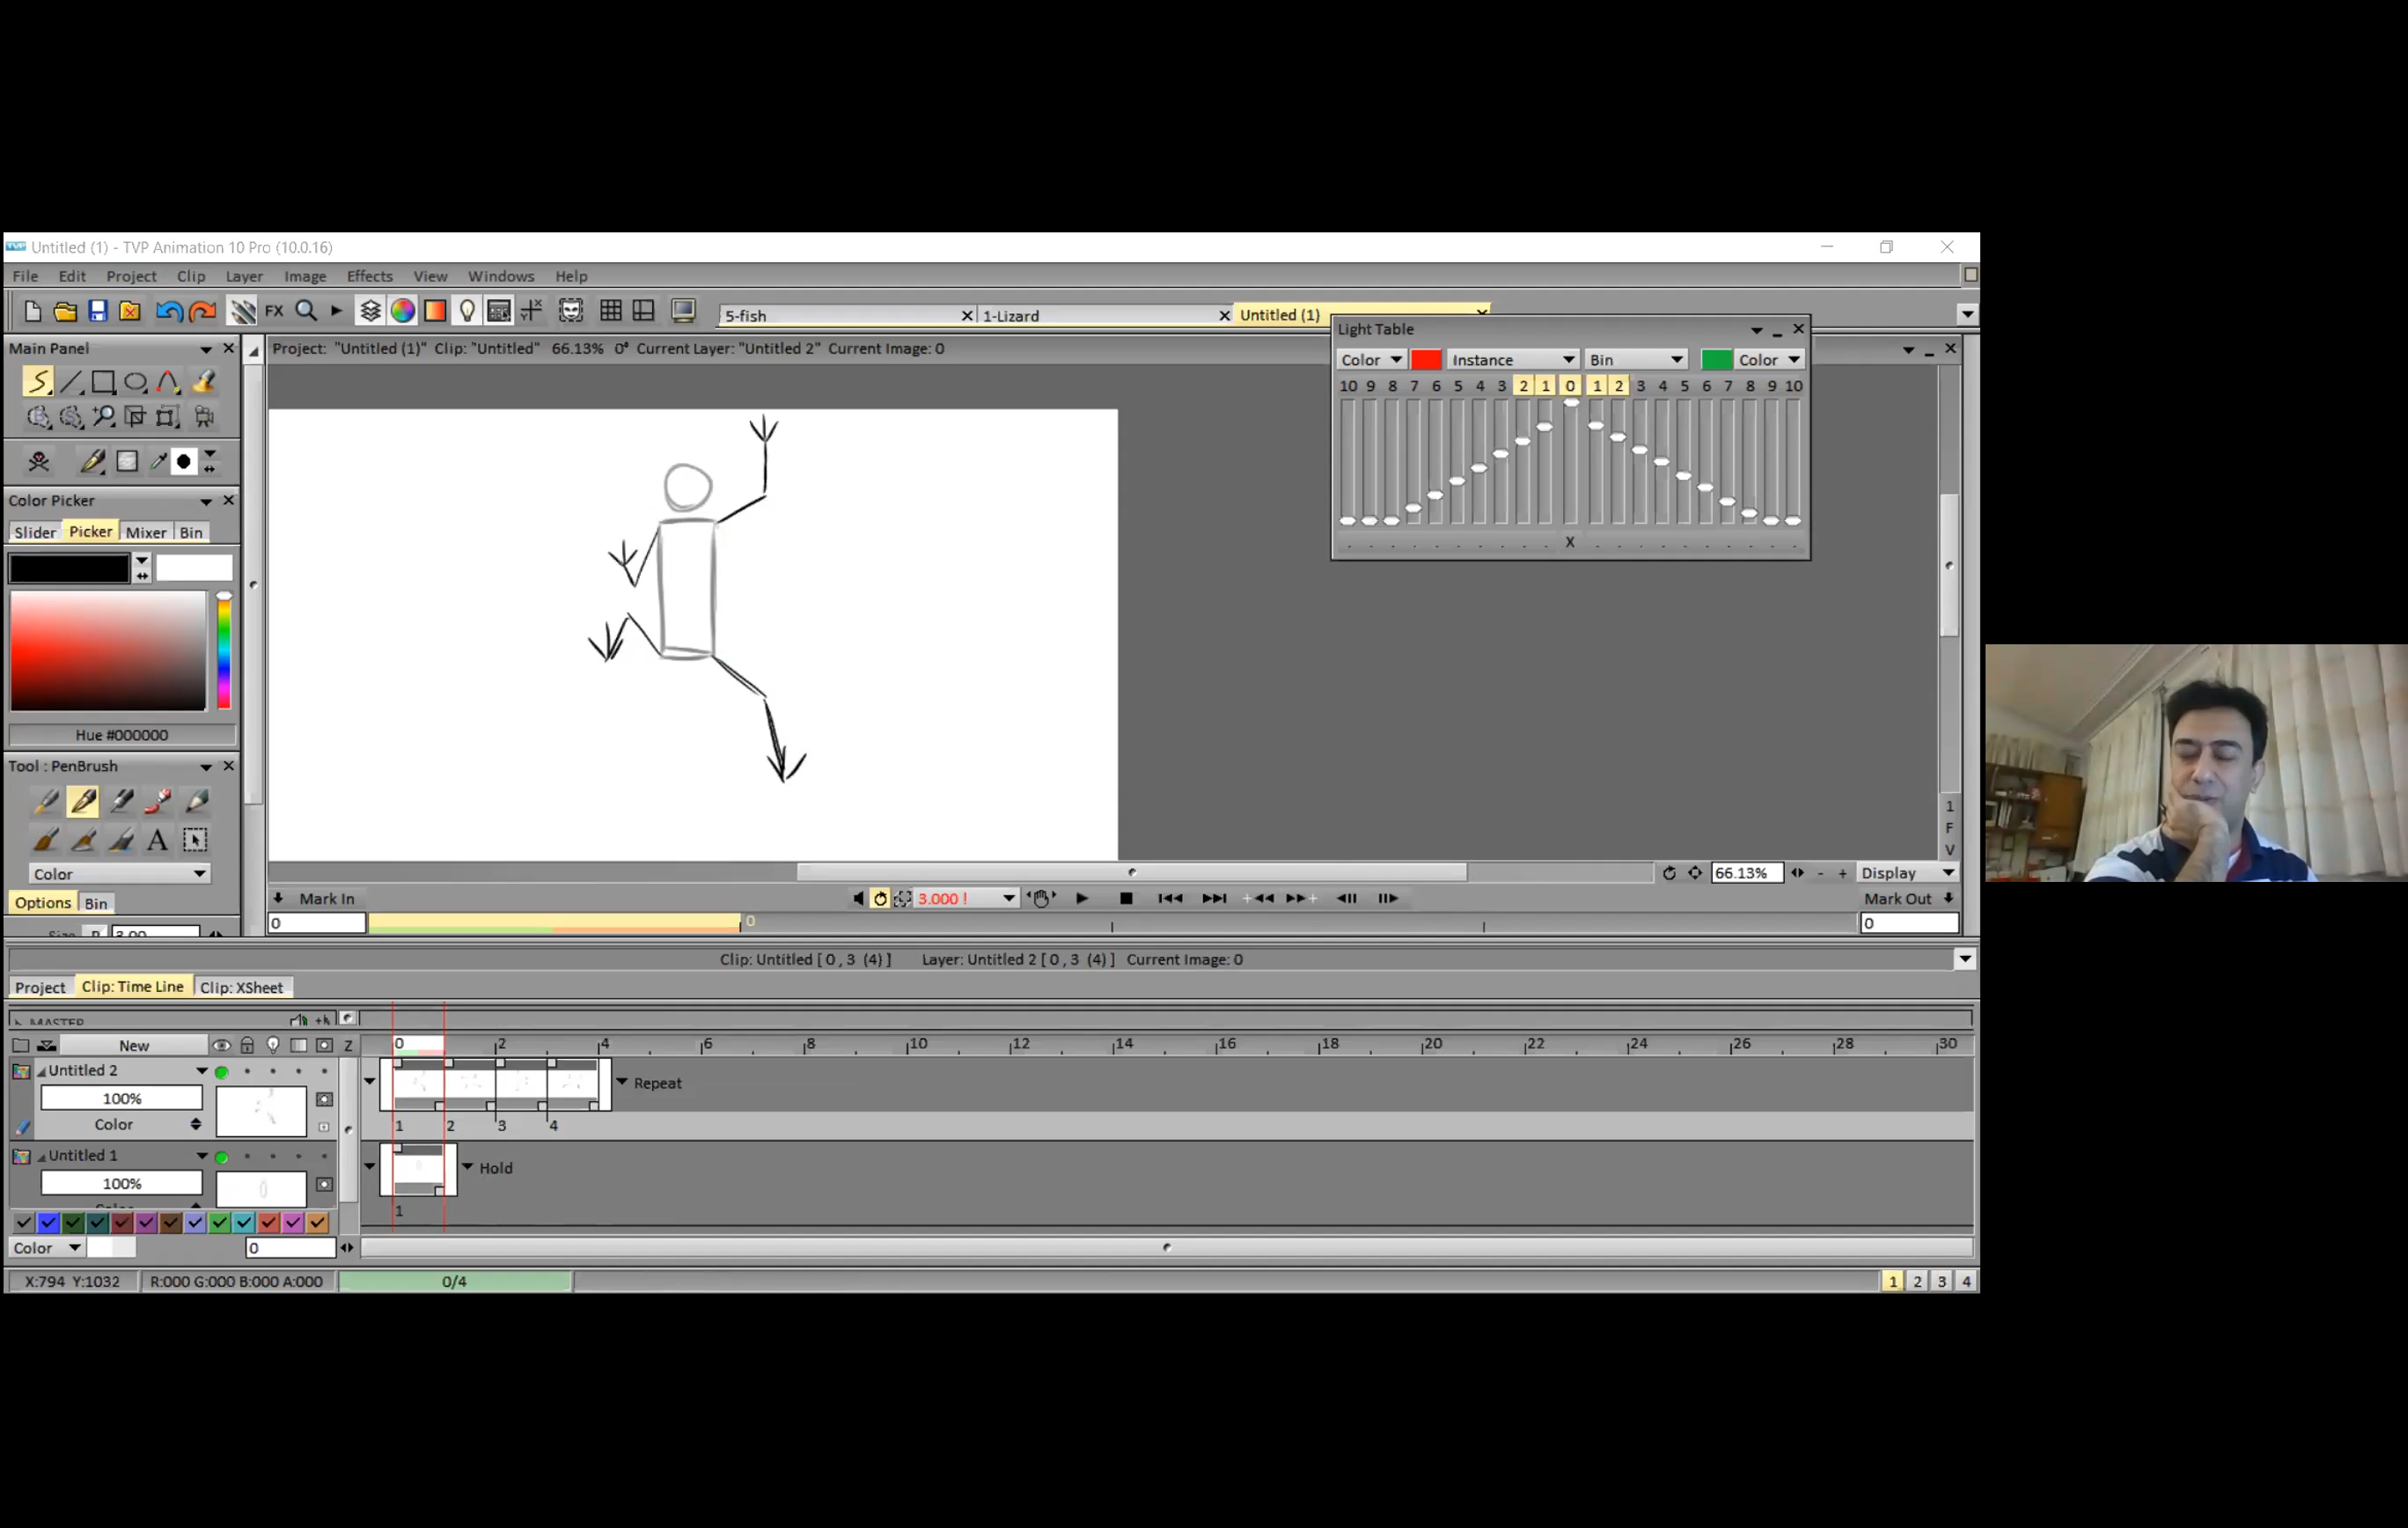 Untitled (1) - TVP Animation 10 Pro (10.0.16)
File Edit Project Clip Layer Image Effects View Windows Help
FX 5-fish 1-Lizard Untitled (1)
Main Panel
Project: "Untitled (1)" Clip: "Untitled" 66.13% 0° Current Layer: "Untitled 2" Current Image: 0
Light Table
Color Instance Bin Color
10 9 8 7 6 5 4 3 2 1 0 1 2 3 4 5 6 7 8 9 10
X
Color Picker
Slider Picker Mixer Bin
Hue #000000
Tool : PenBrush
A
Color
Options Bin
Size P 3.00
1
F
V
66.13% - + Display
Mark In 3.000 ! Mark Out
0 0 0
Clip: Untitled [ 0 , 3 (4) ] Layer: Untitled 2 [ 0 , 3 (4) ] Current Image: 0
Project Clip: Time Line Clip: XSheet
MASTER
New Z 0 2 4 6 8 10 12 14 16 18 20 22 24 26 28 30
Untitled 2
100%
Color
Repeat
1 2 3 4
Untitled 1
100%
Color
Hold
1
Color 0
X:794 Y:1032 R:000 G:000 B:000 A:000 0/4 1 2 3 4